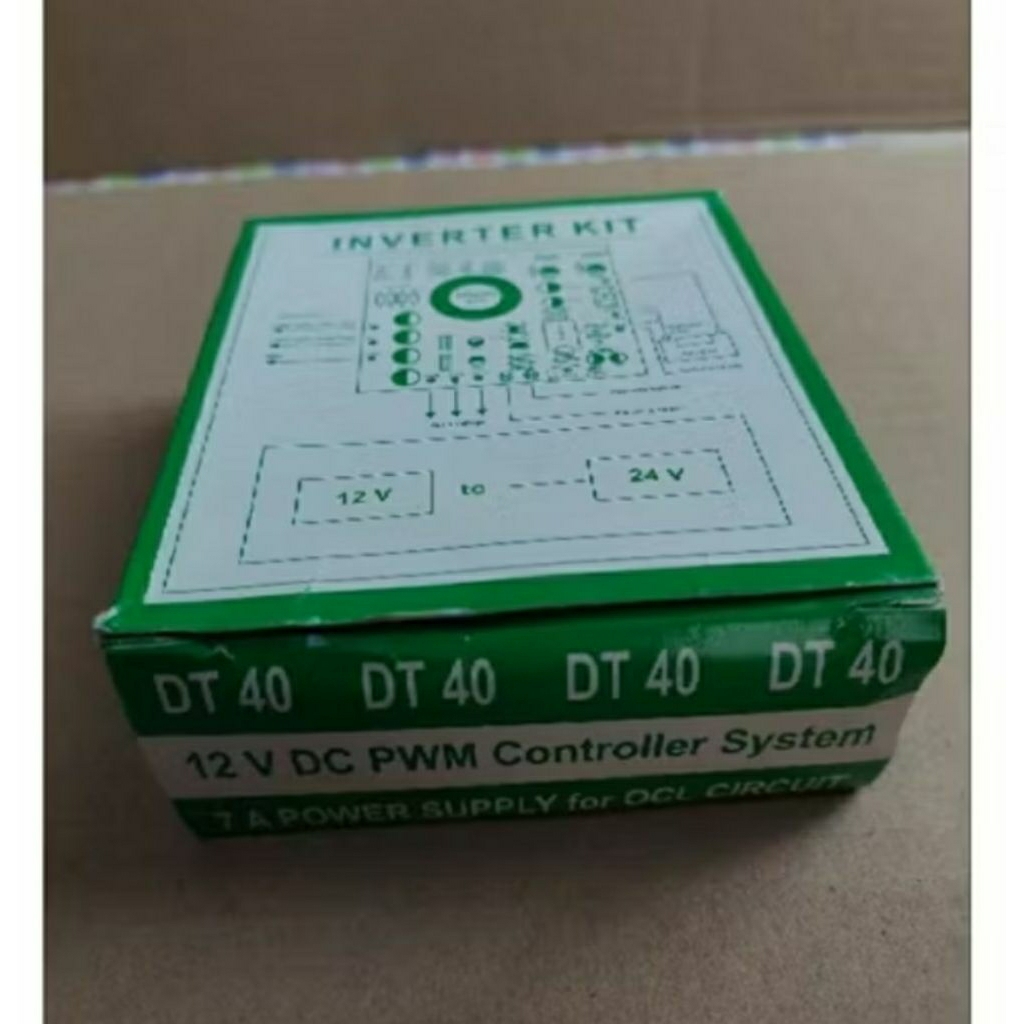 INVERTER KIT
12 V to 24 V
DT 40 DT 40 DT 40 DT 40
12 V DC PWM Controller System
7 A POWER SUPPLY for OCL CIRCUIT